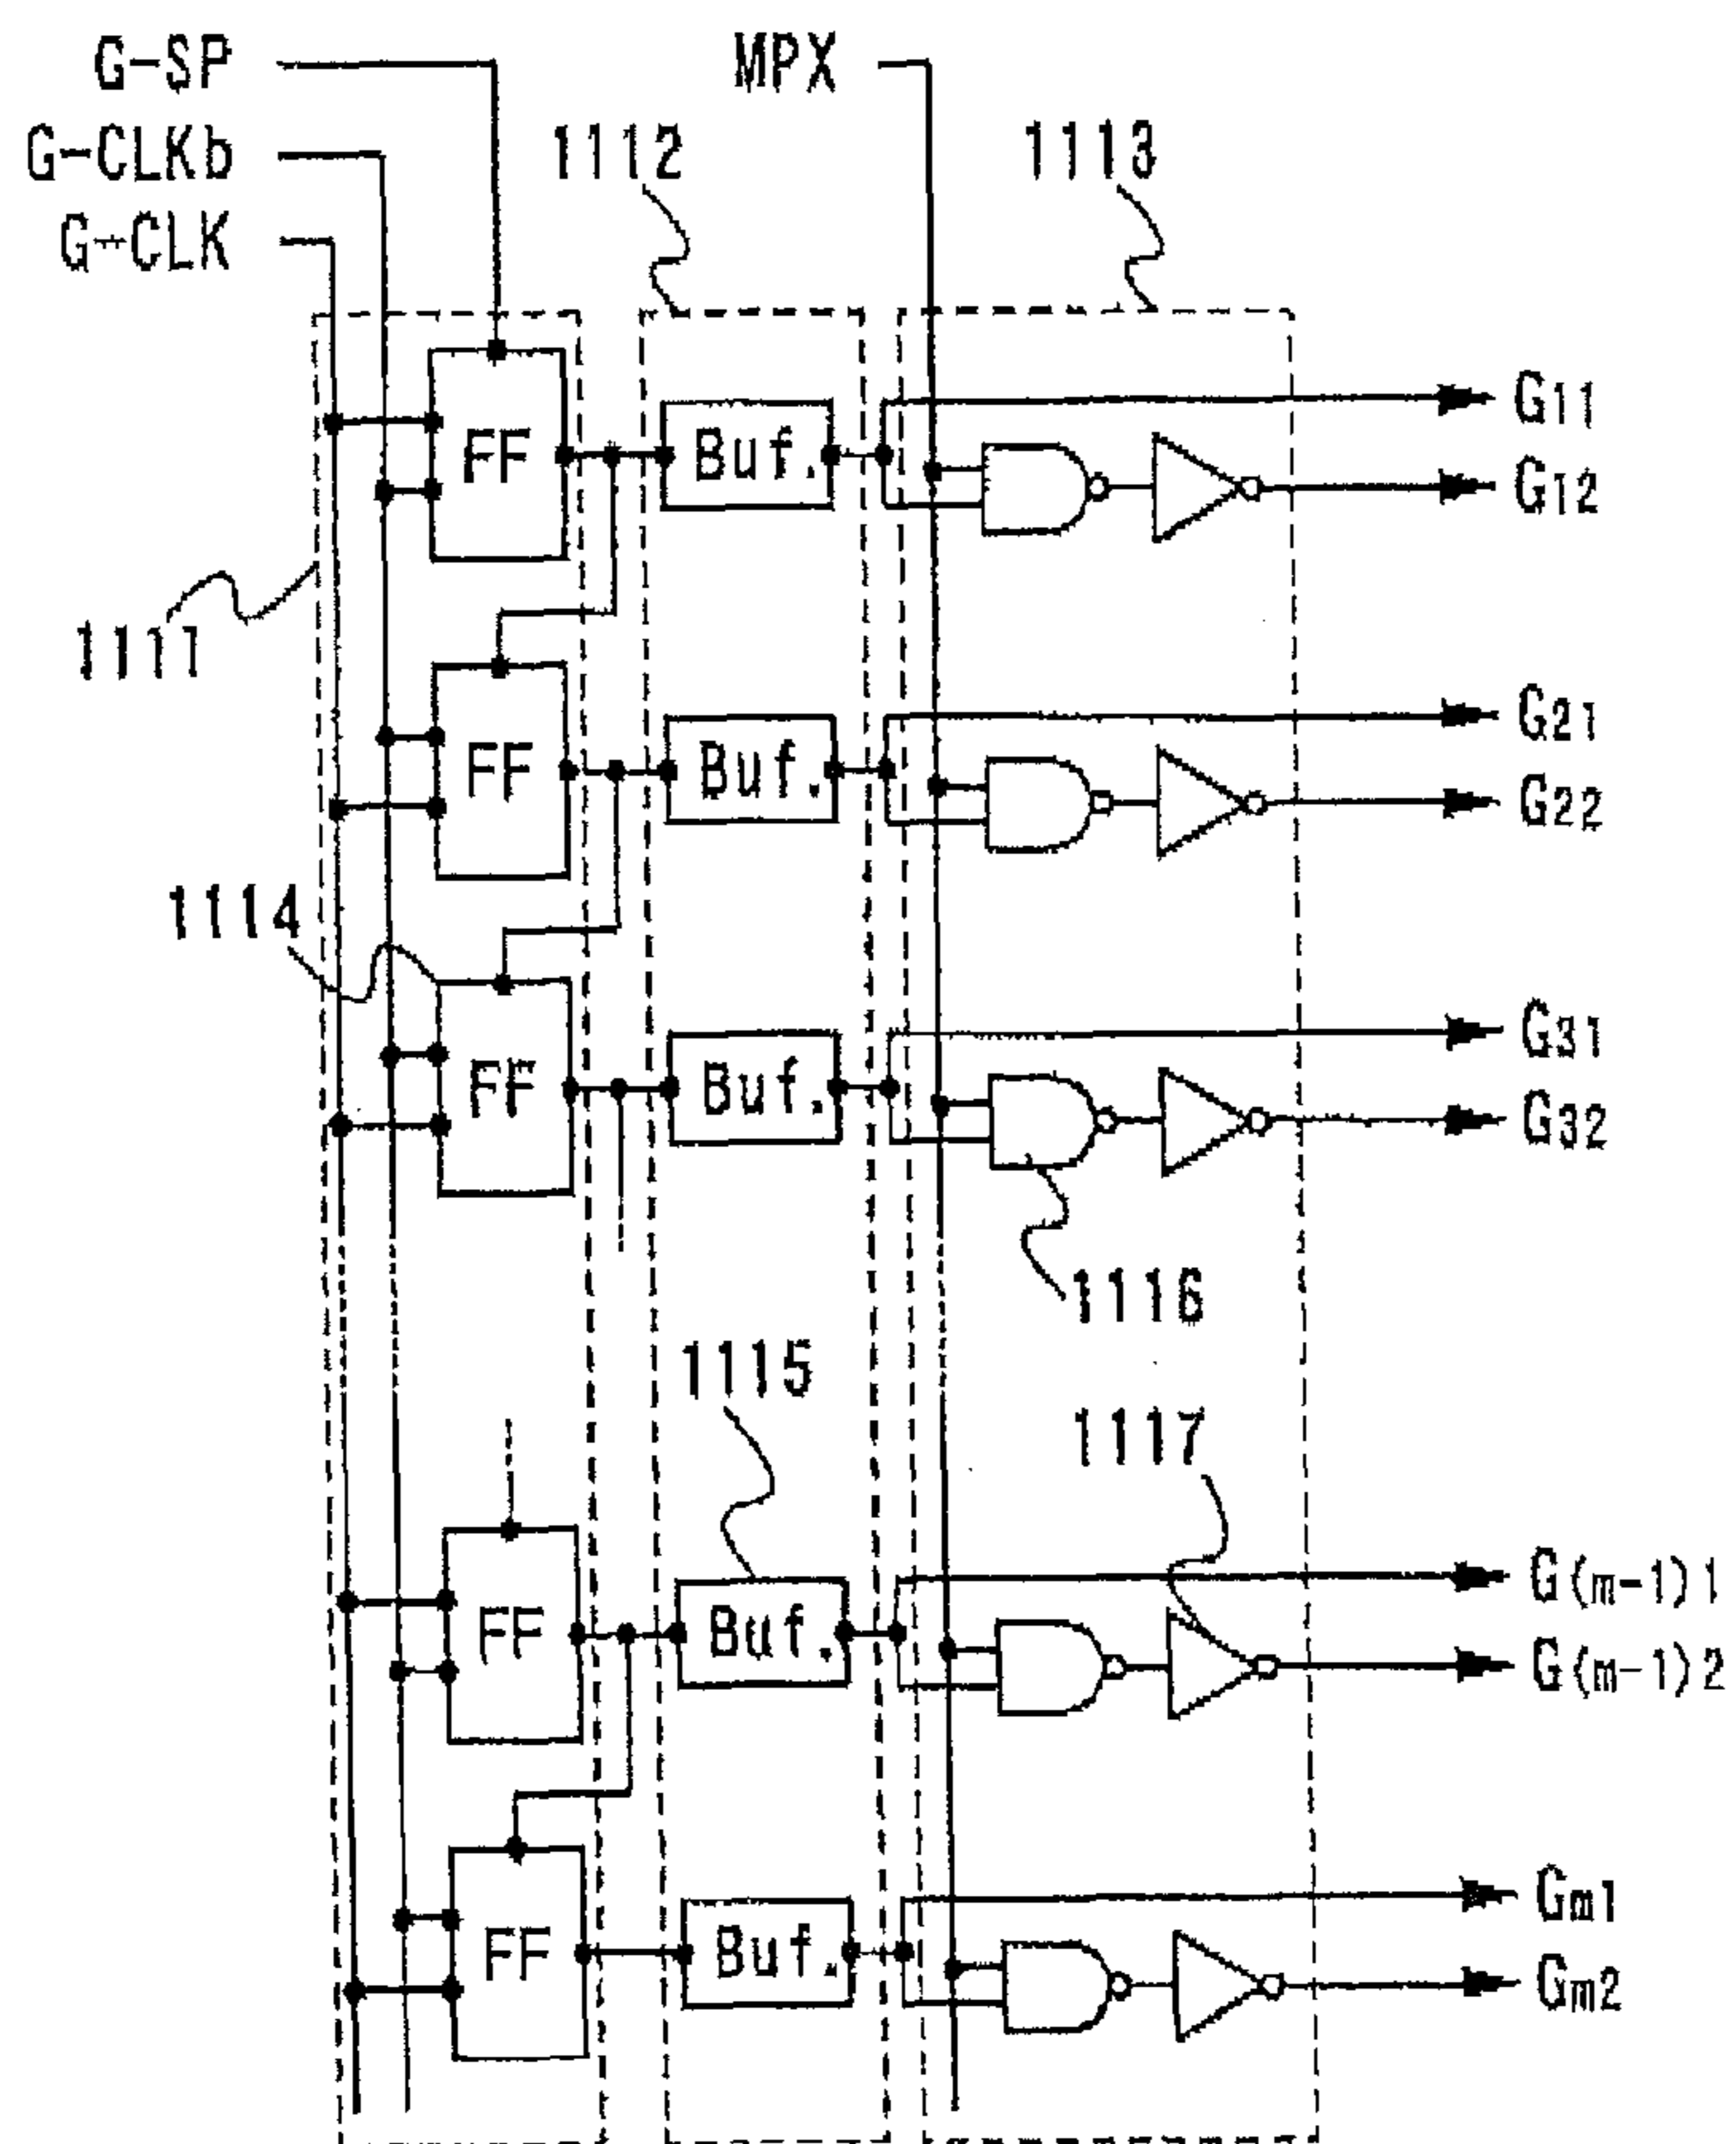 G-SP
MPX
G-CLKb
1112
1113
G-CLK
G11
FF
Buf.
G12
1111
G21
FF
Buf.
G22
1114
G31
FF
Buf.
G32
1116
1115
1117
G(m-1)1
FF
Buf.
G(m-1)2
Gm1
FF
Buf.
Gm2